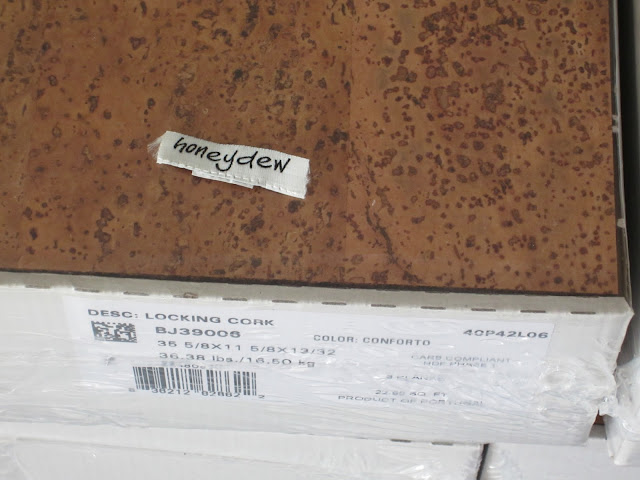 honeydew
DESC: LOCKING CORK
BJ39006
COLOR: CONFORTO
40P42L06
35 5/8X11 5/8X13/32
36.38 lbs./16.50 kg
CARB COMPLIANT
PRODUCT OF PORTUGAL